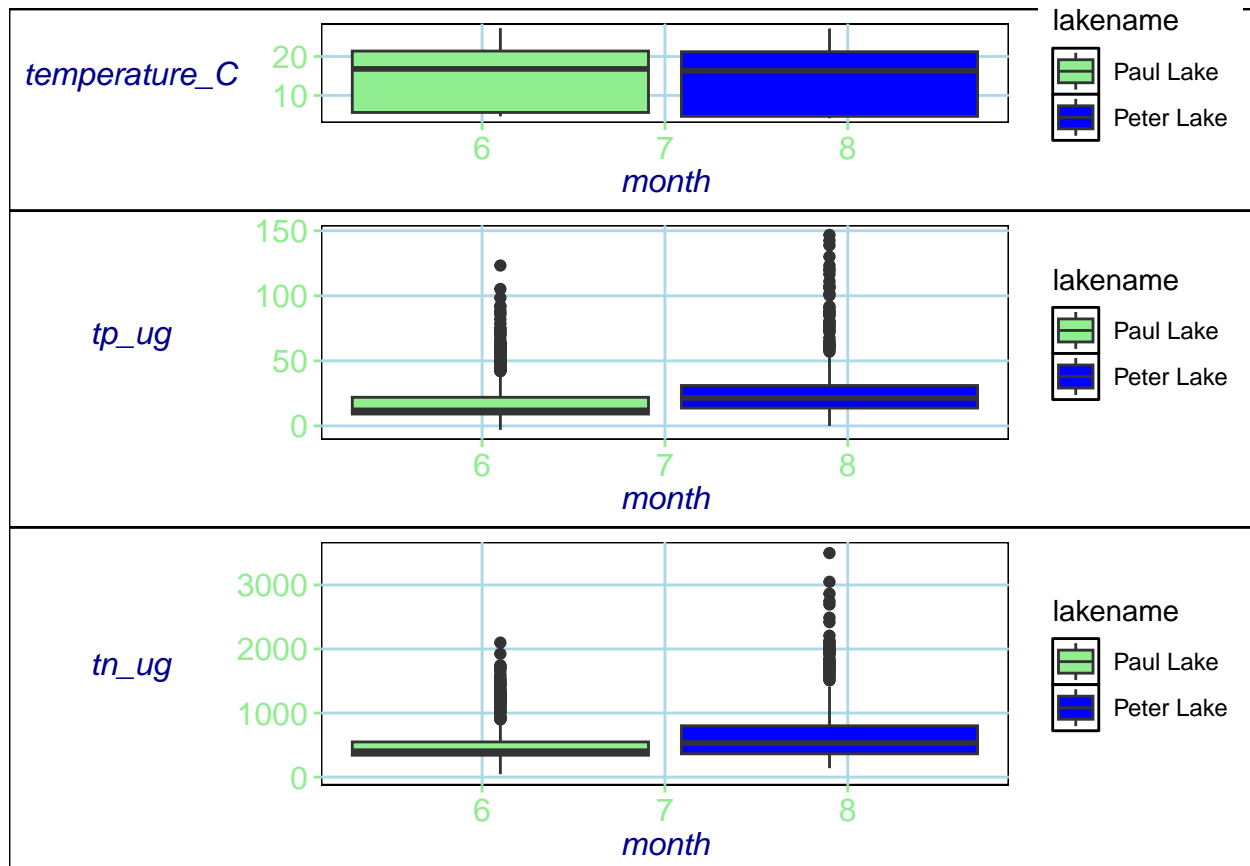 lakename
Paul Lake
Peter Lake
temperature_C
20
10
6 7 8
month
lakename
Paul Lake
Peter Lake
tp_ug
150
100
50
0
6 7 8
month
lakename
Paul Lake
Peter Lake
tn_ug
3000
2000
1000
0
6 7 8
month